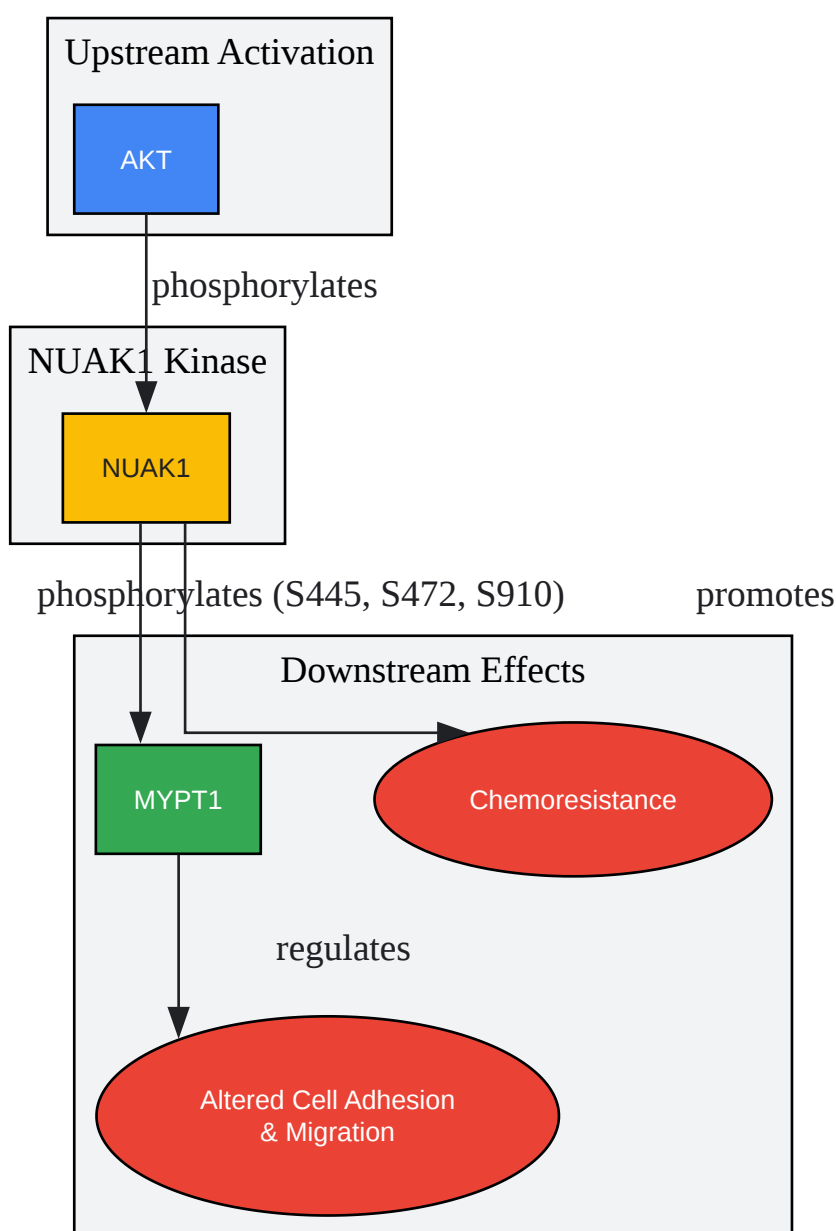 Upstream Activation
AKT
phosphorylates
NUAK1 Kinase
NUAK1
phosphorylates (S445, S472, S910)
promotes
Downstream Effects
MYPT1
Chemoresistance
regulates
Altered Cell Adhesion
& Migration